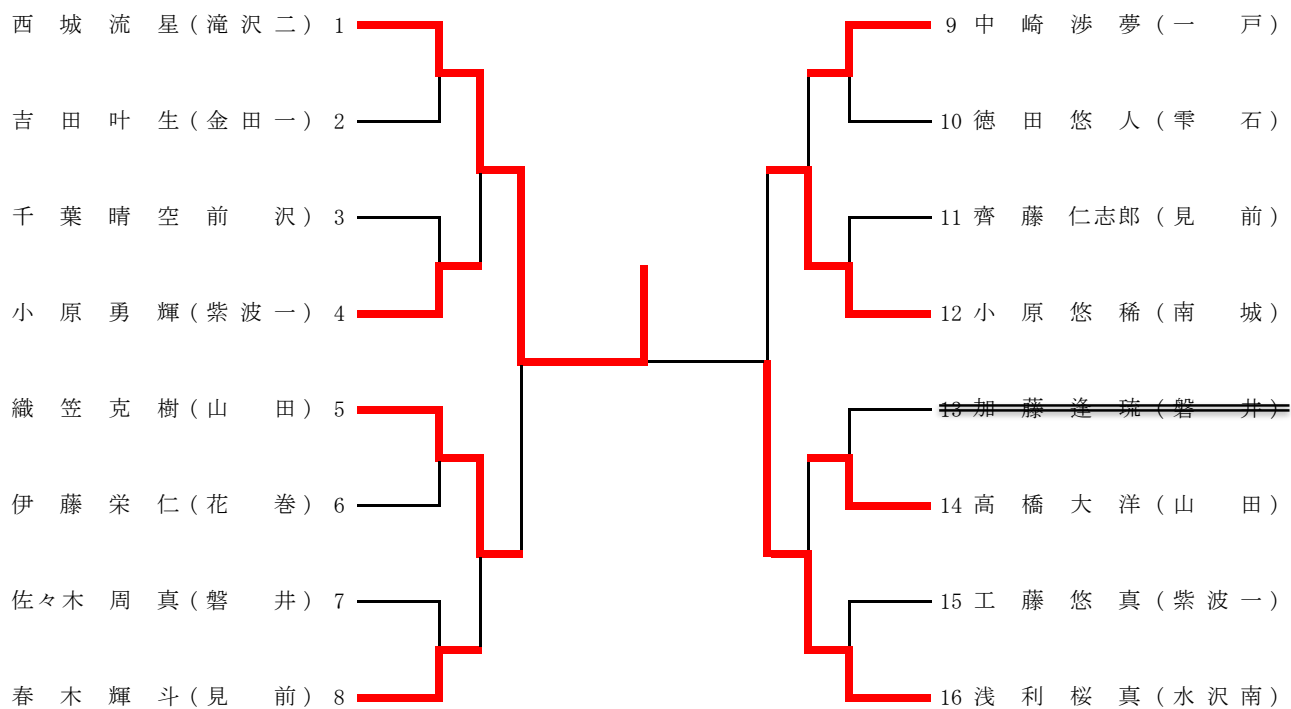 西城流星(滝沢二) 1
吉田叶生(金田一) 2
千葉晴空前沢) 3
小原勇輝(紫波一) 4
織笠克樹(山田) 5
伊藤栄仁(花巻) 6
佐々木周真(磐井) 7
春木輝斗(見前) 8
9 中崎渉夢(一戸)
10 徳田悠人(雫石)
11 齊藤仁志郎(見前)
12 小原悠稀(南城)
13 加藤逢琉(磐井)
14 高橋大洋(山田)
15 工藤悠真(紫波一)
16 浅利桜真(水沢南)